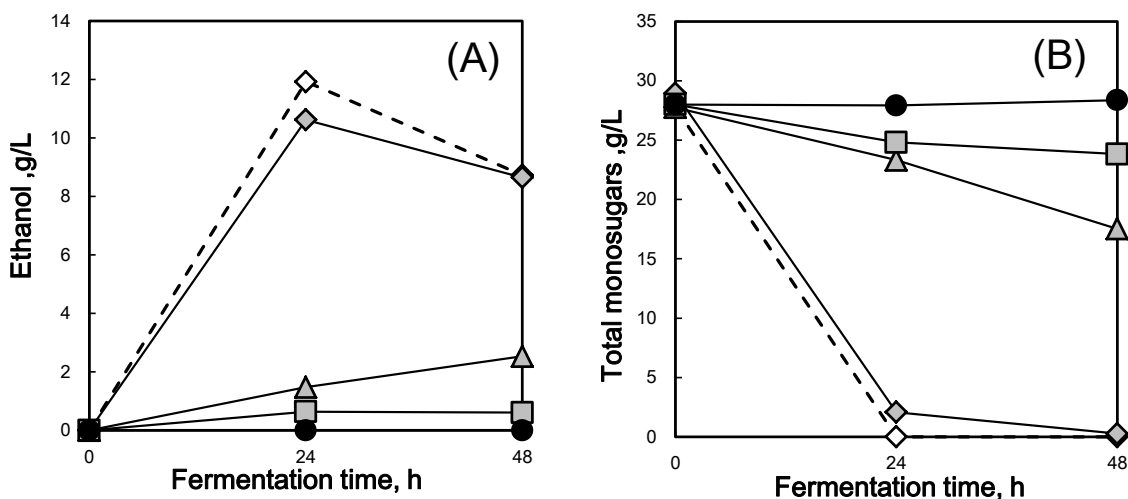 (A)
Ethanol ,g/L
14
12
10
8
6
4
2
0
0 24 48
Fermentation time, h
(B)
Total monosugars ,g/L
35
30
25
20
15
10
5
0
0 24 48
Fermentation time, h